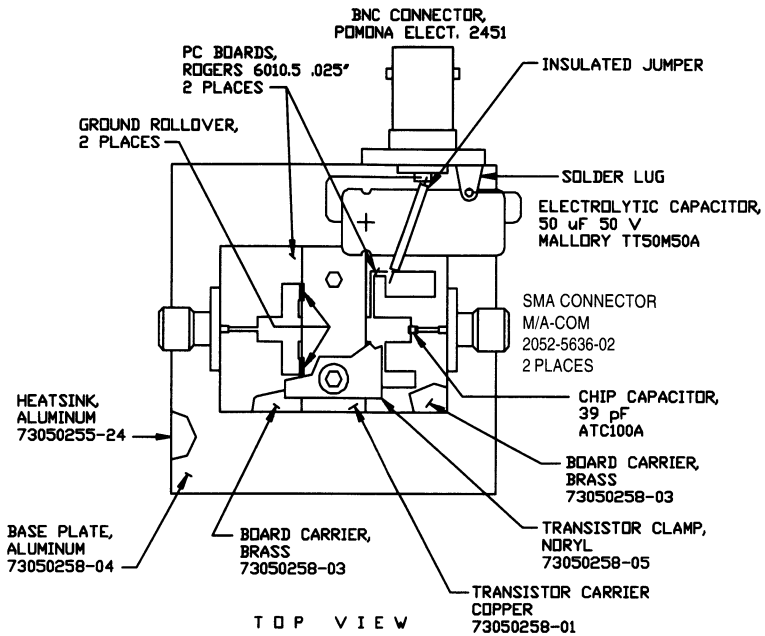 BNC CONNECTOR,
POMONA ELECT. 2451
PC BOARDS,
ROGERS 6010.5 .025"
2 PLACES
INSULATED JUMPER
GROUND ROLLOVER,
2 PLACES
SOLDER LUG
ELECTROLYTIC CAPACITOR,
50 uF 50 V
MALLORY TT50M50A
SMA CONNECTOR
M/A-COM
2052-5636-02
2 PLACES
HEATSINK,
ALUMINUM
73050255-24
CHIP CAPACITOR,
39 pF
ATC100A
BOARD CARRIER,
BRASS
73050258-03
BASE PLATE,
ALUMINUM
73050258-04
BOARD CARRIER,
BRASS
73050258-03
TRANSISTOR CLAMP,
NORYL
73050258-05
TRANSISTOR CARRIER
COPPER
73050258-01
TOP VIEW